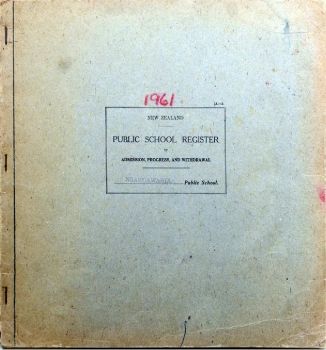 1961
NEW ZEALAND
PUBLIC SCHOOL REGISTER
OF
ADMISSION, PROGRESS, AND WITHDRAWAL
Public School.